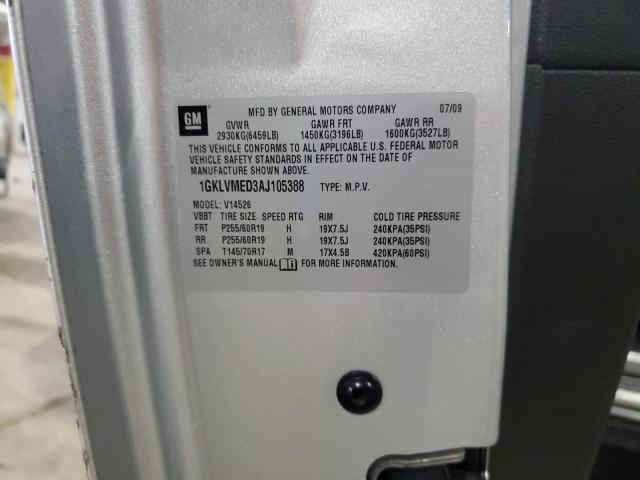 GM
MFD BY GENERAL MOTORS COMPANY 07/09
GVWR GAWR FRT GAWR RR
2930KG(6459LB) 1450KG(3196LB) 1600KG(3527LB)
THIS VEHICLE CONFORMS TO ALL APPLICABLE U.S. FEDERAL MOTOR
VEHICLE SAFETY STANDARDS IN EFFECT ON THE DATE OF
MANUFACTURE SHOWN ABOVE.
1GKLVMED3AJ105388 TYPE: M.P.V.
MODEL: V14526
VBBT TIRE SIZE SPEED RTG RIM COLD TIRE PRESSURE
FRT P255/60R19 H 19X7.5J 240KPA(35PSI)
RR P255/60R19 H 19X7.5J 240KPA(35PSI)
SPA T145/70R17 M 17X4.5B 420KPA(60PSI)
SEE OWNER'S MANUAL FOR MORE INFORMATION.